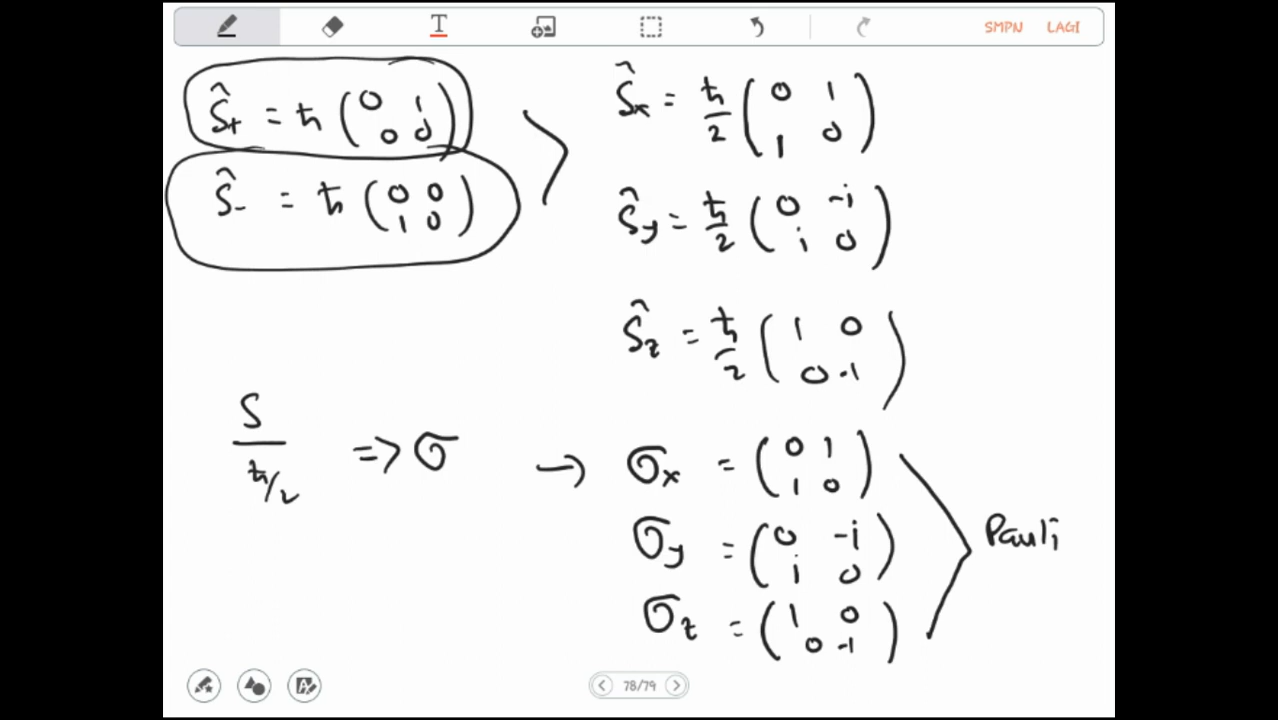 T SMPN LAGI
Ŝ₊ = ħ (0 1
0 0)
Ŝ₋ = ħ (0 0
1 0)
Ŝx = ħ/2 (0 1
1 0)
Ŝy = ħ/2 (0 -i
i 0)
Ŝz = ħ/2 (1 0
0 -1)
S
ħ/2
=> σ → σx = (0 1
1 0)
σy = (0 -i
i 0)
σz = (1 0
0 -1)
Pauli
78/79